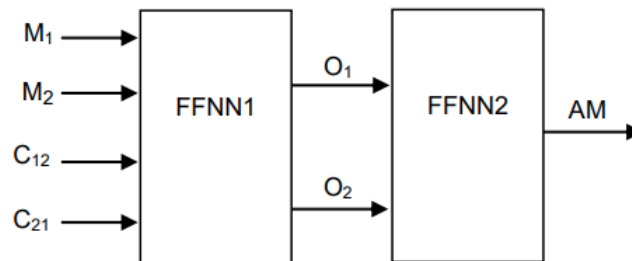 M₁
M₂
C₁₂
C₂₁
FFNN1
O₁
O₂
FFNN2
AM